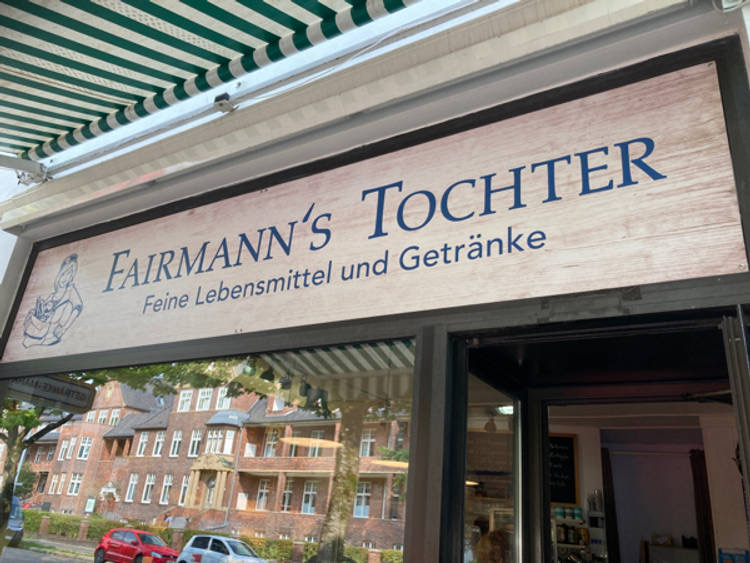 FAIRMANN'S TOCHTER
Feine Lebensmittel und Getränke